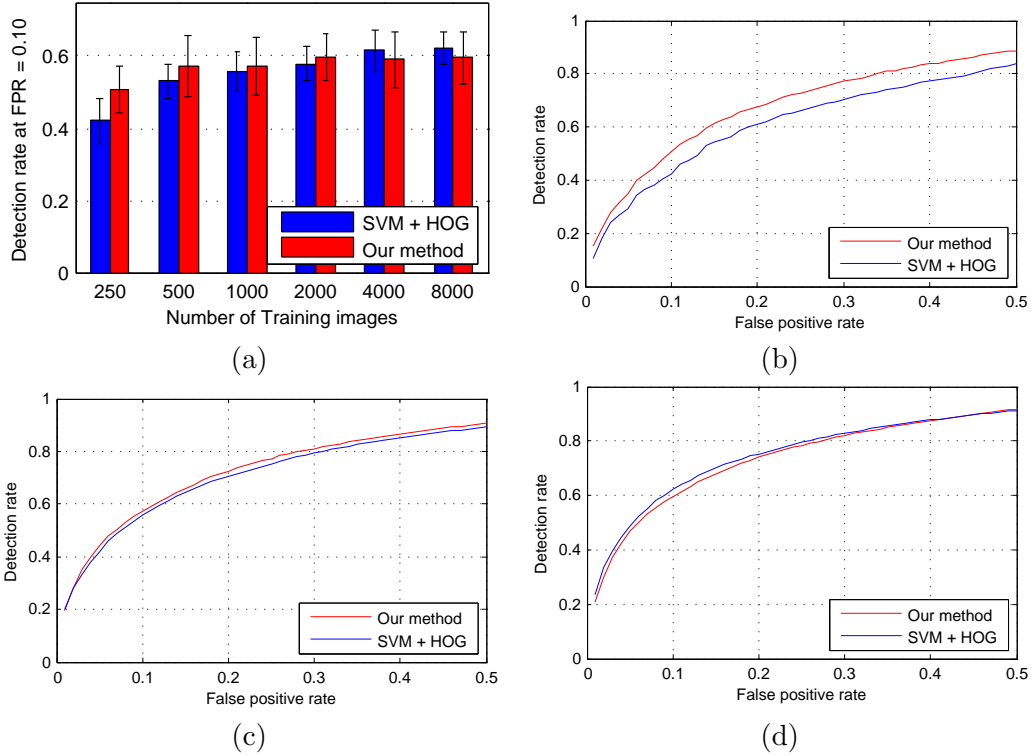 Detection rate at FPR = 0.10
0.6
0.4
0.2
0
250 500 1000 2000 4000 8000
Number of Training images
SVM + HOG
Our method
(a)
Detection rate
1
0.8
0.6
0.4
0.2
0
0 0.1 0.2 0.3 0.4 0.5
False positive rate
Our method
SVM + HOG
(b)
Detection rate
1
0.8
0.6
0.4
0.2
0
0 0.1 0.2 0.3 0.4 0.5
False positive rate
Our method
SVM + HOG
(c)
Detection rate
1
0.8
0.6
0.4
0.2
0
0 0.1 0.2 0.3 0.4 0.5
False positive rate
Our method
SVM + HOG
(d)